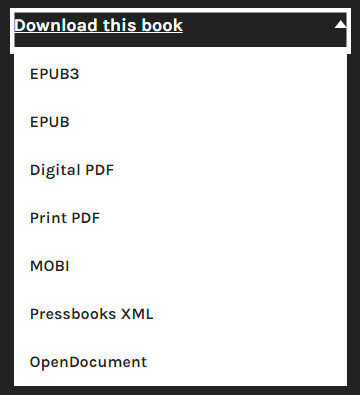 Download this book
EPUB3
EPUB
Digital PDF
Print PDF
MOBI
Pressbooks XML
OpenDocument